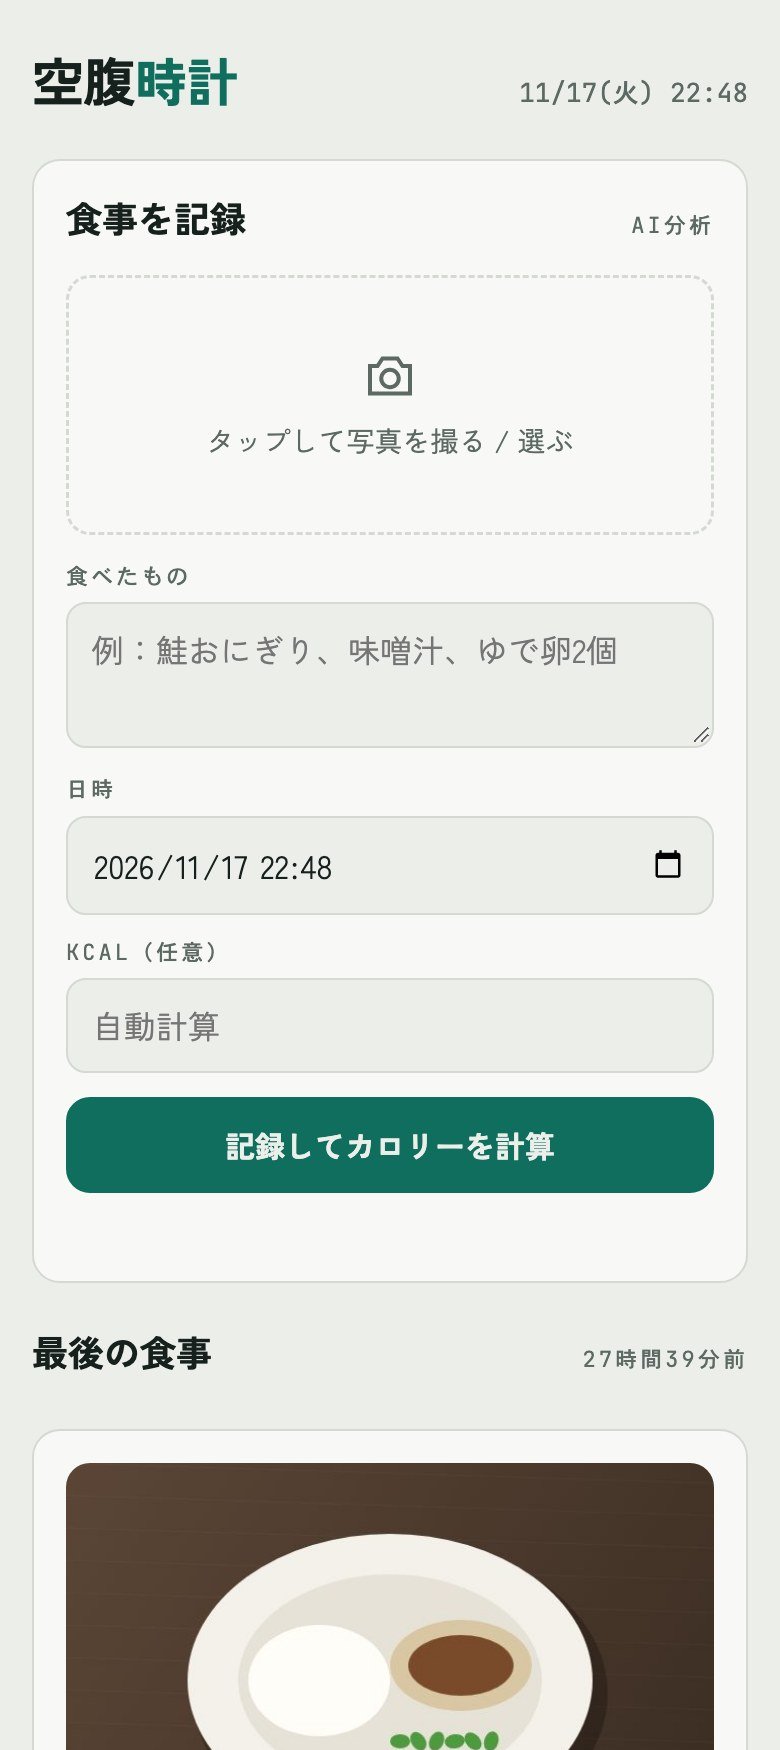 空腹時計
11/17(火) 22:48
食事を記録
AI分析
タップして写真を撮る / 選ぶ
食べたもの
例：鮭おにぎり、味噌汁、ゆで卵2個
日時
2026/11/17 22:48
KCAL（任意）
自動計算
記録してカロリーを計算
最後の食事
27時間39分前